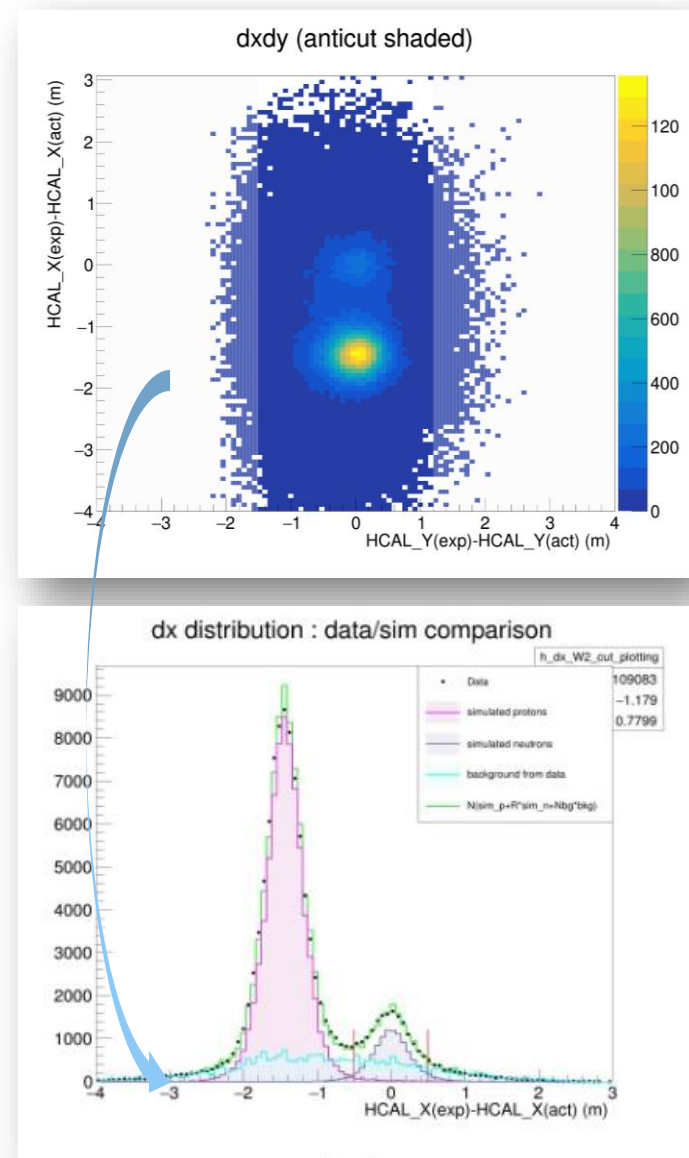 dxdy (anticut shaded)
HCAL_X(exp)-HCAL_X(act) (m)
3
2
1
0
−1
−2
−3
−4
−4 −3 −2 −1 0 1 2 3 4
HCAL_Y(exp)-HCAL_Y(act) (m)
120
100
800
600
400
200
0
dx distribution : data/sim comparison
h_dx_W2_cut_plotting
109083
−1.179
0.7799
Data
simulated protons
simulated neutrons
background from data
N(sim_p+R*sim_n+Nbg*bkg)
9000
8000
7000
6000
5000
4000
3000
2000
1000
0
−4 −3 −2 −1 0 1 2 3
HCAL_X(exp)-HCAL_X(act) (m)